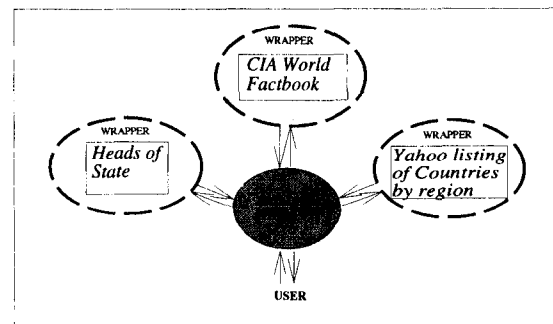 WRAPPER
CIA World
Factbook
WRAPPER
Heads of
State
WRAPPER
Yahoo listing
of Countries
by region
USER